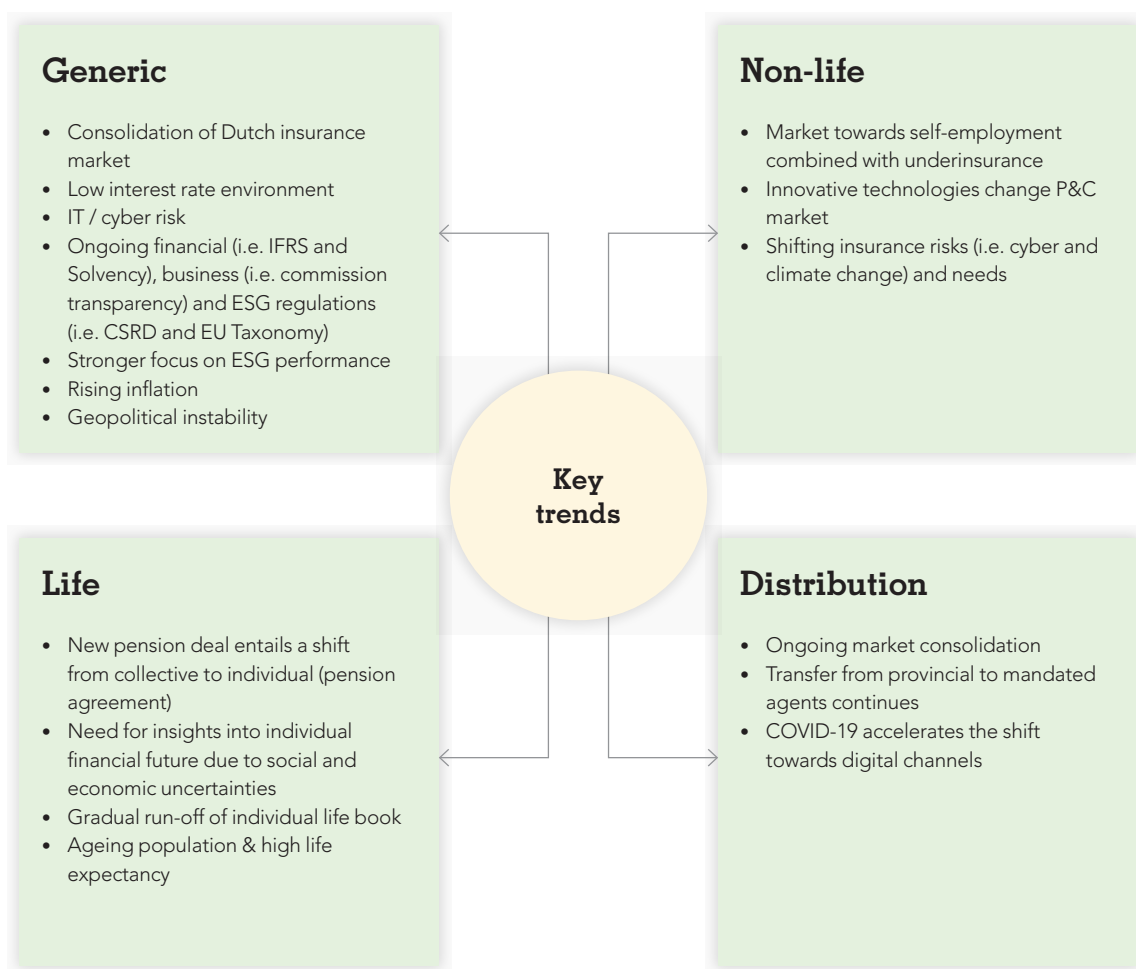 Generic
• Consolidation of Dutch insurance
market
• Low interest rate environment
• IT / cyber risk
• Ongoing financial (i.e. IFRS and
Solvency), business (i.e. commission
transparency) and ESG regulations
(i.e. CSRD and EU Taxonomy)
• Stronger focus on ESG performance
• Rising inflation
• Geopolitical instability
Non-life
• Market towards self-employment
combined with underinsurance
• Innovative technologies change P&C
market
• Shifting insurance risks (i.e. cyber and
climate change) and needs
Key
trends
Life
• New pension deal entails a shift
from collective to individual (pension
agreement)
• Need for insights into individual
financial future due to social and
economic uncertainties
• Gradual run-off of individual life book
• Ageing population & high life
expectancy
Distribution
• Ongoing market consolidation
• Transfer from provincial to mandated
agents continues
• COVID-19 accelerates the shift
towards digital channels